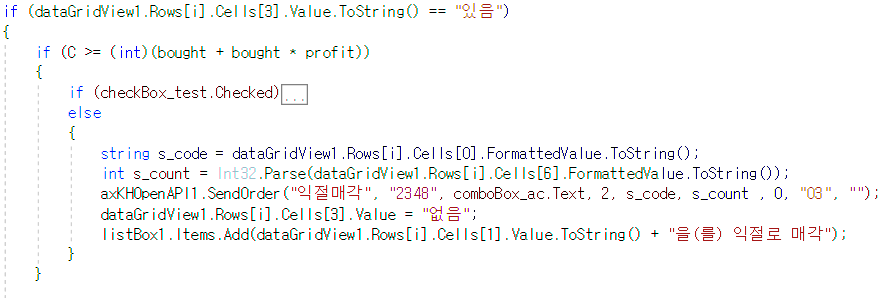 if (dataGridView1.Rows[i].Cells[3].Value.ToString() == "있음")
{
if (C >= (int)(bought + bought * profit))
{
if (checkBox_test.Checked)...
else
{
string s_code = dataGridView1.Rows[i].Cells[0].FormattedValue.ToString();
int s_count = Int32.Parse(dataGridView1.Rows[i].Cells[6].FormattedValue.ToString());
axKHOpenAPI1.SendOrder("익절매각", "2348", comboBox_ac.Text, 2, s_code, s_count , 0, "03", "");
dataGridView1.Rows[i].Cells[3].Value = "없음";
listBox1.Items.Add(dataGridView1.Rows[i].Cells[1].Value.ToString() + "을(를) 익절로 매각");
}
}